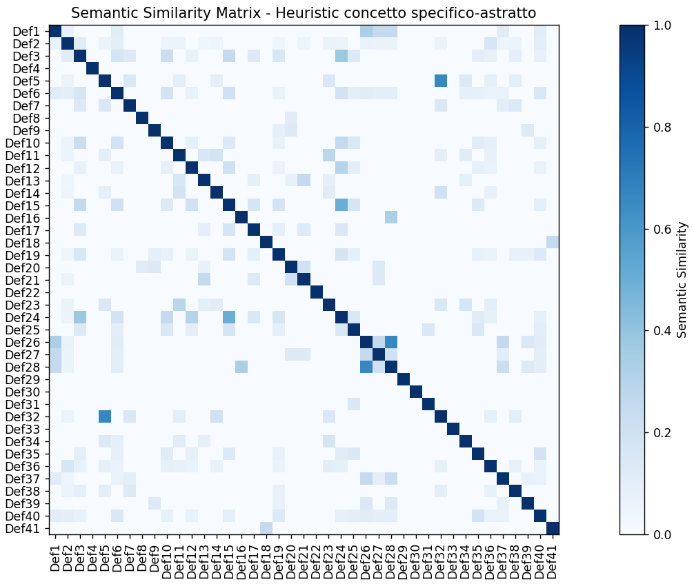 Semantic Similarity Matrix - Heuristic concetto specifico-astratto
Def1
Def2
Def3
Def4
Def5
Def6
Def7
Def8
Def9
Def10
Def11
Def12
Def13
Def14
Def15
Def16
Def17
Def18
Def19
Def20
Def21
Def22
Def23
Def24
Def25
Def26
Def27
Def28
Def29
Def30
Def31
Def32
Def33
Def34
Def35
Def36
Def37
Def38
Def39
Def40
Def41
Def1
Def2
Def3
Def4
Def5
Def6
Def7
Def8
Def9
Def10
Def11
Def12
Def13
Def14
Def15
Def16
Def17
Def18
Def19
Def20
Def21
Def22
Def23
Def24
Def25
Def26
Def27
Def28
Def29
Def30
Def31
Def32
Def33
Def34
Def35
Def36
Def37
Def38
Def39
Def40
Def41
1.0
0.8
0.6
0.4
0.2
0.0
Semantic Similarity